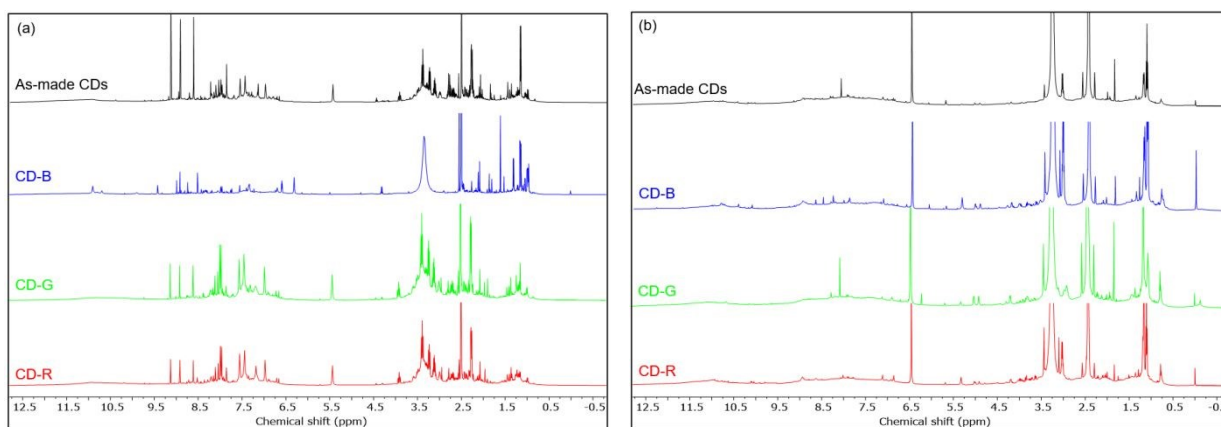 (a)
As-made CDs
CD-B
CD-G
CD-R
12.5 11.5 10.5 9.5 8.5 7.5 6.5 5.5 4.5 3.5 2.5 1.5 0.5 -0.5
Chemical shift (ppm)
(b)
As-made CDs
CD-B
CD-G
CD-R
12.5 11.5 10.5 9.5 8.5 7.5 6.5 5.5 4.5 3.5 2.5 1.5 0.5 -0
Chemical shift (ppm)